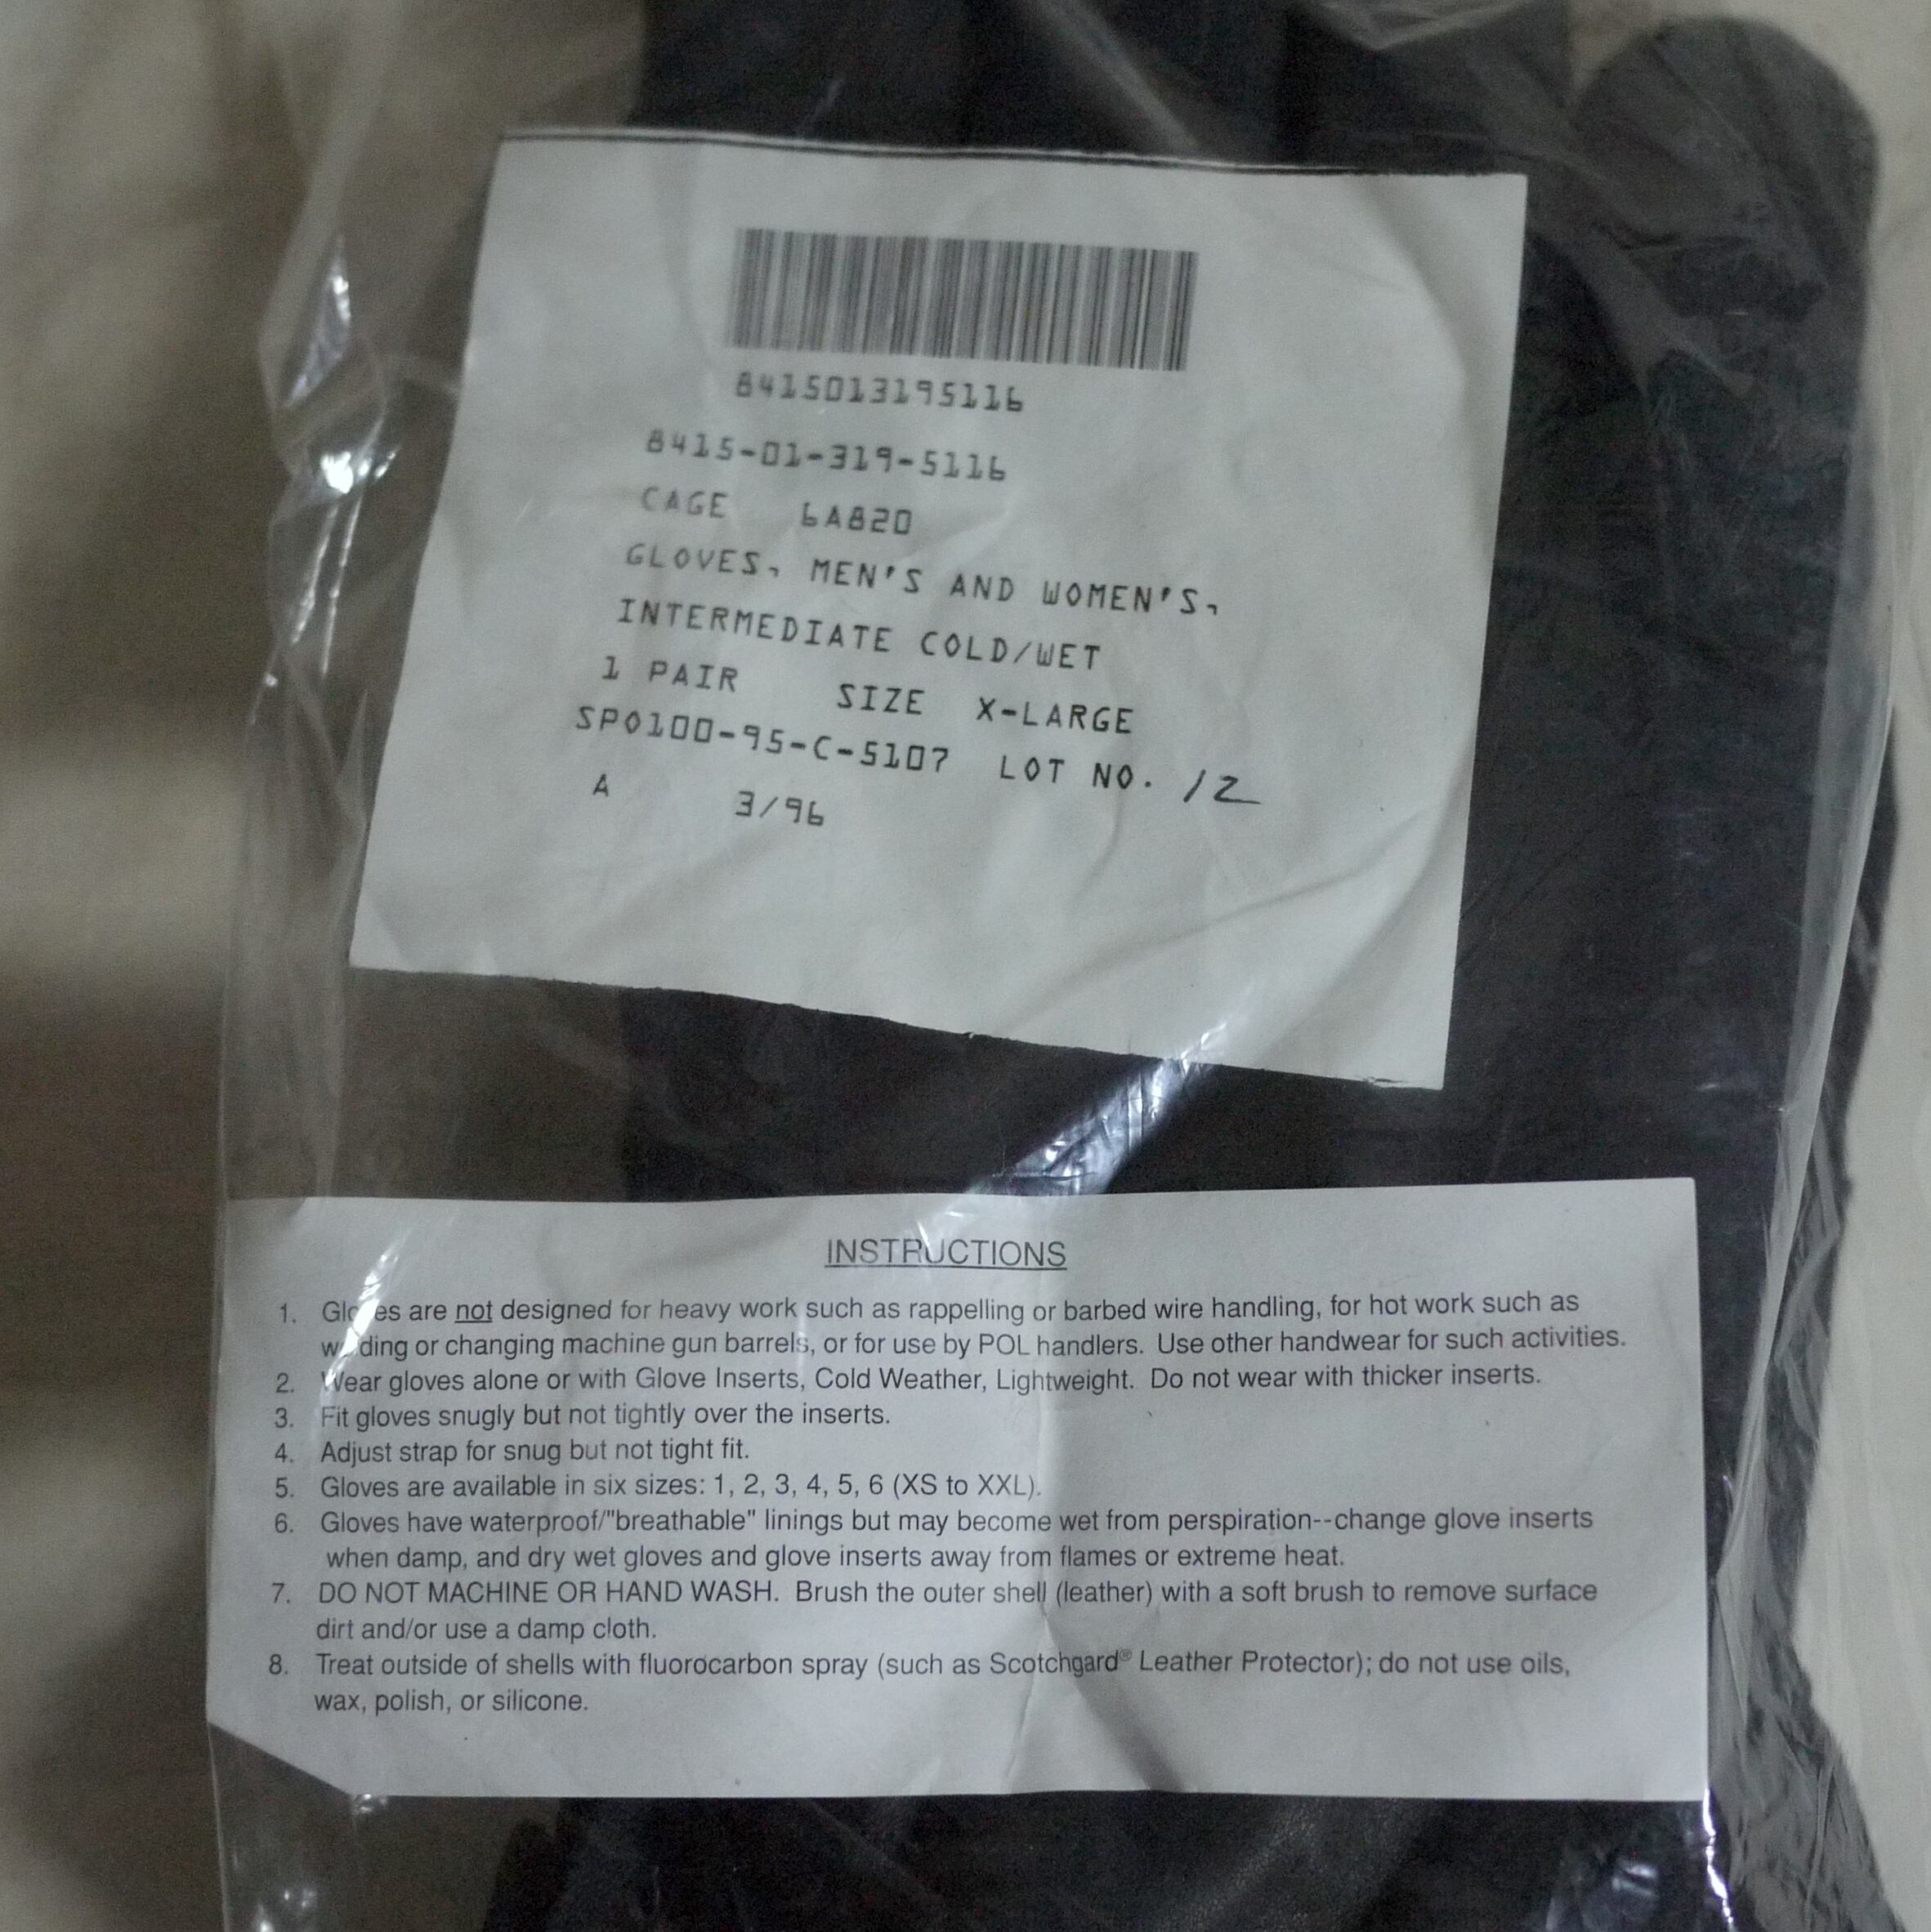 8415013195116
8415-01-319-5116
CAGE 6A820
GLOVES, MEN'S AND WOMEN'S,
INTERMEDIATE COLD/WET
1 PAIR SIZE X-LARGE
SP0100-95-C-5107 LOT NO. 12
A 3/96
INSTRUCTIONS
1. Gloves are not designed for heavy work such as rappelling or barbed wire handling, for hot work such as
welding or changing machine gun barrels, or for use by POL handlers. Use other handwear for such activities.
2. Wear gloves alone or with Glove Inserts, Cold Weather, Lightweight. Do not wear with thicker inserts.
3. Fit gloves snugly but not tightly over the inserts.
4. Adjust strap for snug but not tight fit.
5. Gloves are available in six sizes: 1, 2, 3, 4, 5, 6 (XS to XXL).
6. Gloves have waterproof/"breathable" linings but may become wet from perspiration--change glove inserts
when damp, and dry wet gloves and glove inserts away from flames or extreme heat.
7. DO NOT MACHINE OR HAND WASH. Brush the outer shell (leather) with a soft brush to remove surface
dirt and/or use a damp cloth.
8. Treat outside of shells with fluorocarbon spray (such as Scotchgard® Leather Protector); do not use oils,
wax, polish, or silicone.